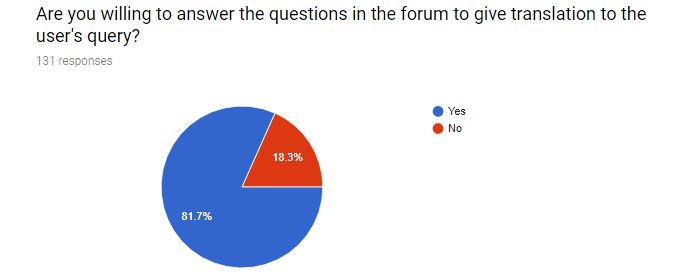 Are you willing to answer the questions in the forum to give translation to the
user's query?
131 responses
Yes
No
18.3%
81.7%